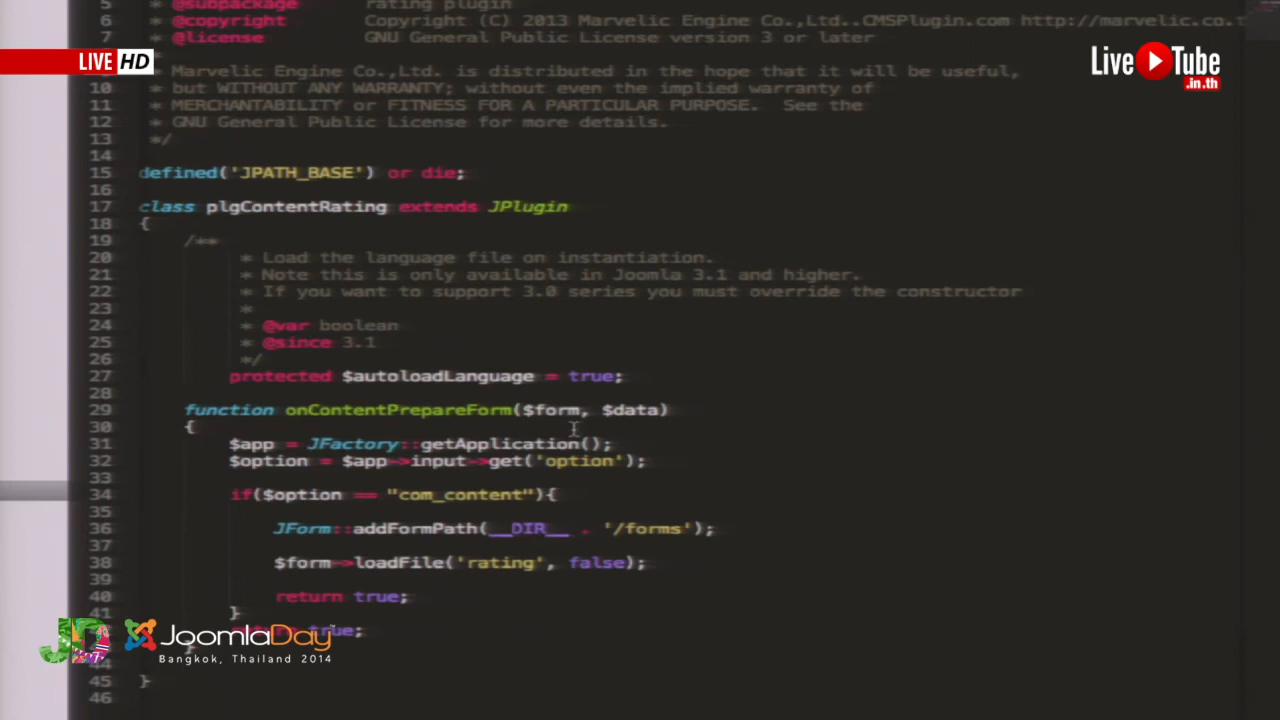 5 * @subpackage rating plugin
6 * @copyright Copyright (C) 2013 Marvelic Engine Co.,Ltd..CMSPlugin.com http://marvelic.co.t
7 * @license GNU General Public License version 3 or later
LIVE HD
Live Tube
.in.th
* Marvelic Engine Co.,Ltd. is distributed in the hope that it will be useful,
10 * but WITHOUT ANY WARRANTY; without even the implied warranty of
11 * MERCHANTABILITY or FITNESS FOR A PARTICULAR PURPOSE. See the
12 * GNU General Public License for more details.
13 */
14
15 defined('JPATH_BASE') or die;
16
17 class plgContentRating extends JPlugin
18 {
19 /**
20 * Load the language file on instantiation.
21 * Note this is only available in Joomla 3.1 and higher.
22 * If you want to support 3.0 series you must override the constructor
23 *
24 * @var boolean
25 * @since 3.1
26 */
27 protected $autoloadLanguage = true;
28
29 function onContentPrepareForm($form, $data)
30 {
31 $app = JFactory::getApplication();
32 $option = $app->input->get('option');
33
34 if($option == "com_content"){
35
36 JForm::addFormPath(__DIR__ . '/forms');
37
38 $form->loadFile('rating', false);
39
40 return true;
41 }
true;
JD
JoomlaDay™
Bangkok, Thailand 2014
44
45 }
46